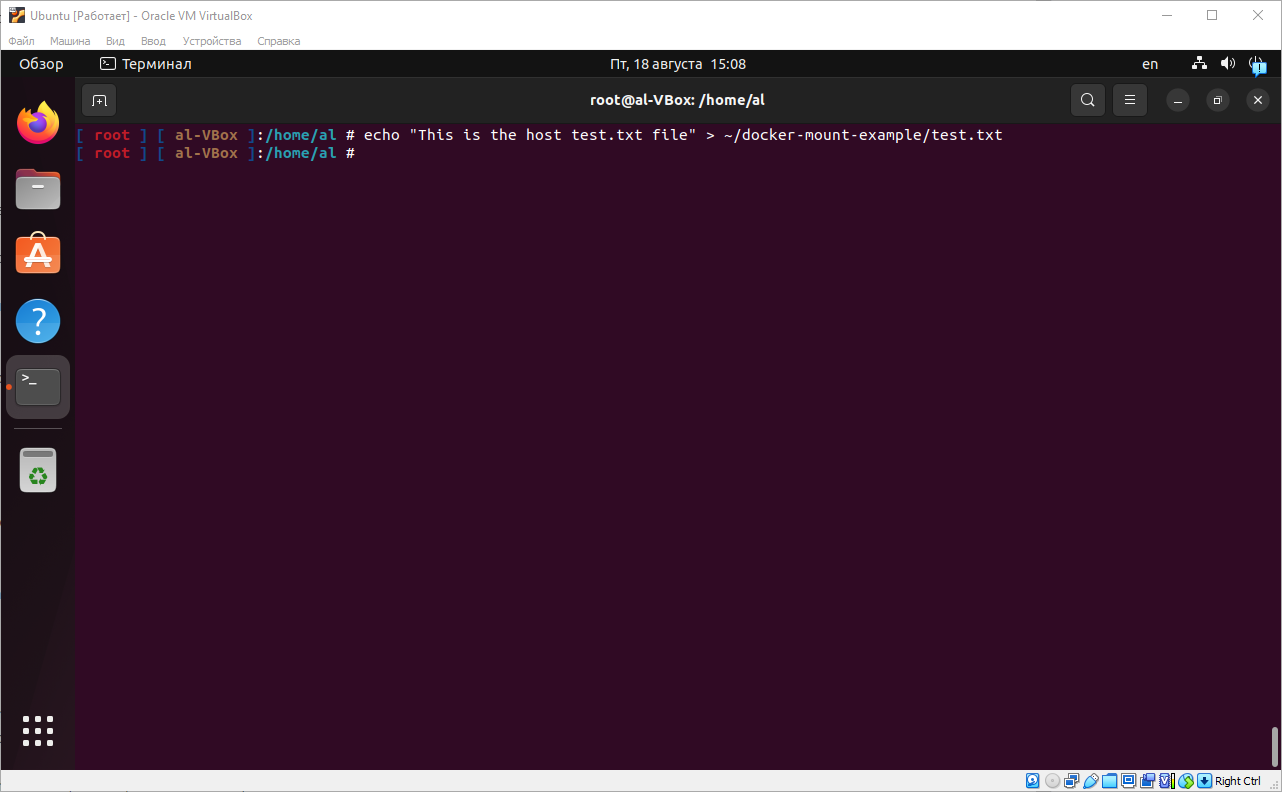 Ubuntu [Работает] - Oracle VM VirtualBox
Файл Машина Вид Ввод Устройства Справка
Обзор Терминал Пт, 18 августа 15:08 en
root@al-VBox: /home/al
[ root ] [ al-VBox ]:/home/al # echo "This is the host test.txt file" > ~/docker-mount-example/test.txt
[ root ] [ al-VBox ]:/home/al #
Right Ctrl